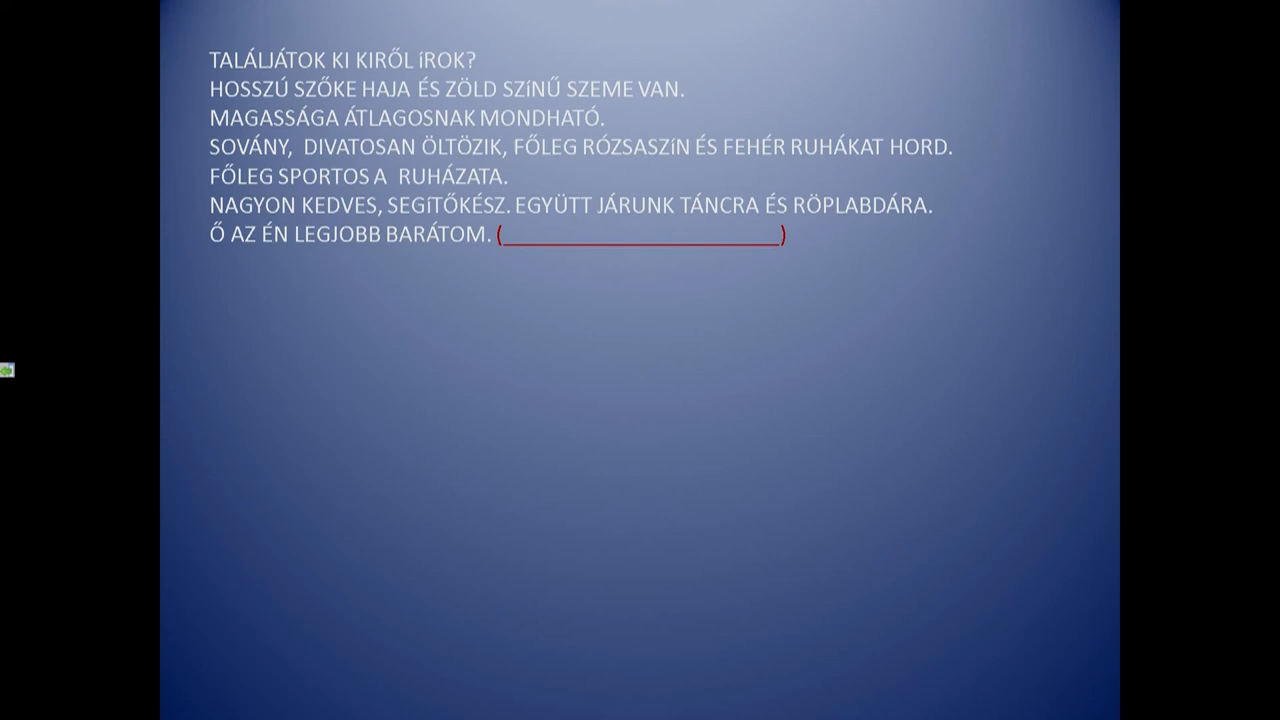 TALÁLJÁTOK KI KIRŐL íROK?
HOSSZÚ SZŐKE HAJA ÉS ZÖLD SZíNŰ SZEME VAN.
MAGASSÁGA ÁTLAGOSNAK MONDHATÓ.
SOVÁNY, DIVATOSAN ÖLTÖZIK, FŐLEG RÓZSASZíN ÉS FEHÉR RUHÁKAT HORD.
FŐLEG SPORTOS A RUHÁZATA.
NAGYON KEDVES, SEGíTŐKÉSZ. EGYÜTT JÁRUNK TÁNCRA ÉS RÖPLABDÁRA.
Ő AZ ÉN LEGJOBB BARÁTOM. (_______________________)